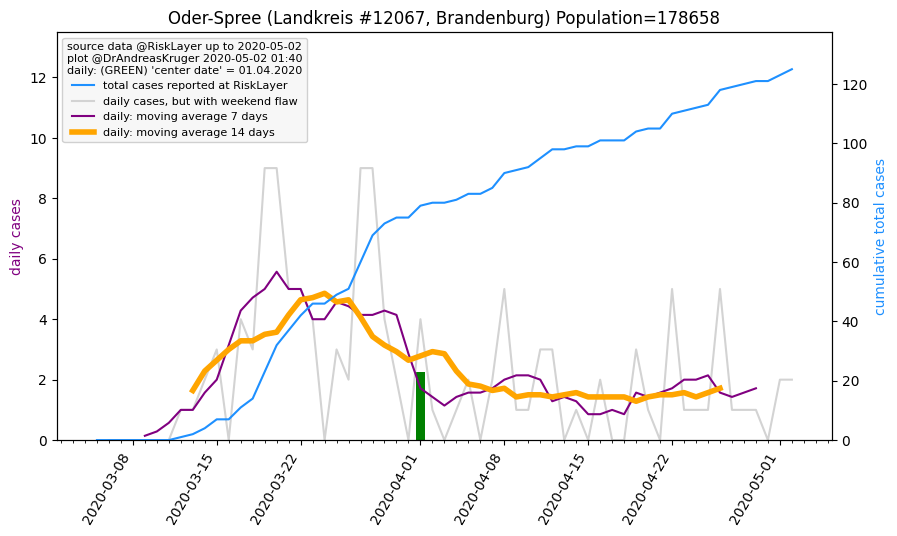 Oder-Spree (Landkreis #12067, Brandenburg) Population=178658
source data @RiskLayer up to 2020-05-02
plot @DrAndreasKruger 2020-05-02 01:40
daily: (GREEN) 'center date' = 01.04.2020
total cases reported at RiskLayer
daily cases, but with weekend flaw
daily: moving average 7 days
daily: moving average 14 days
daily cases
12
10
8
6
4
2
0
cumulative total cases
120
100
80
60
40
20
0
2020-03-08
2020-03-15
2020-03-22
2020-04-01
2020-04-08
2020-04-15
2020-04-22
2020-05-01